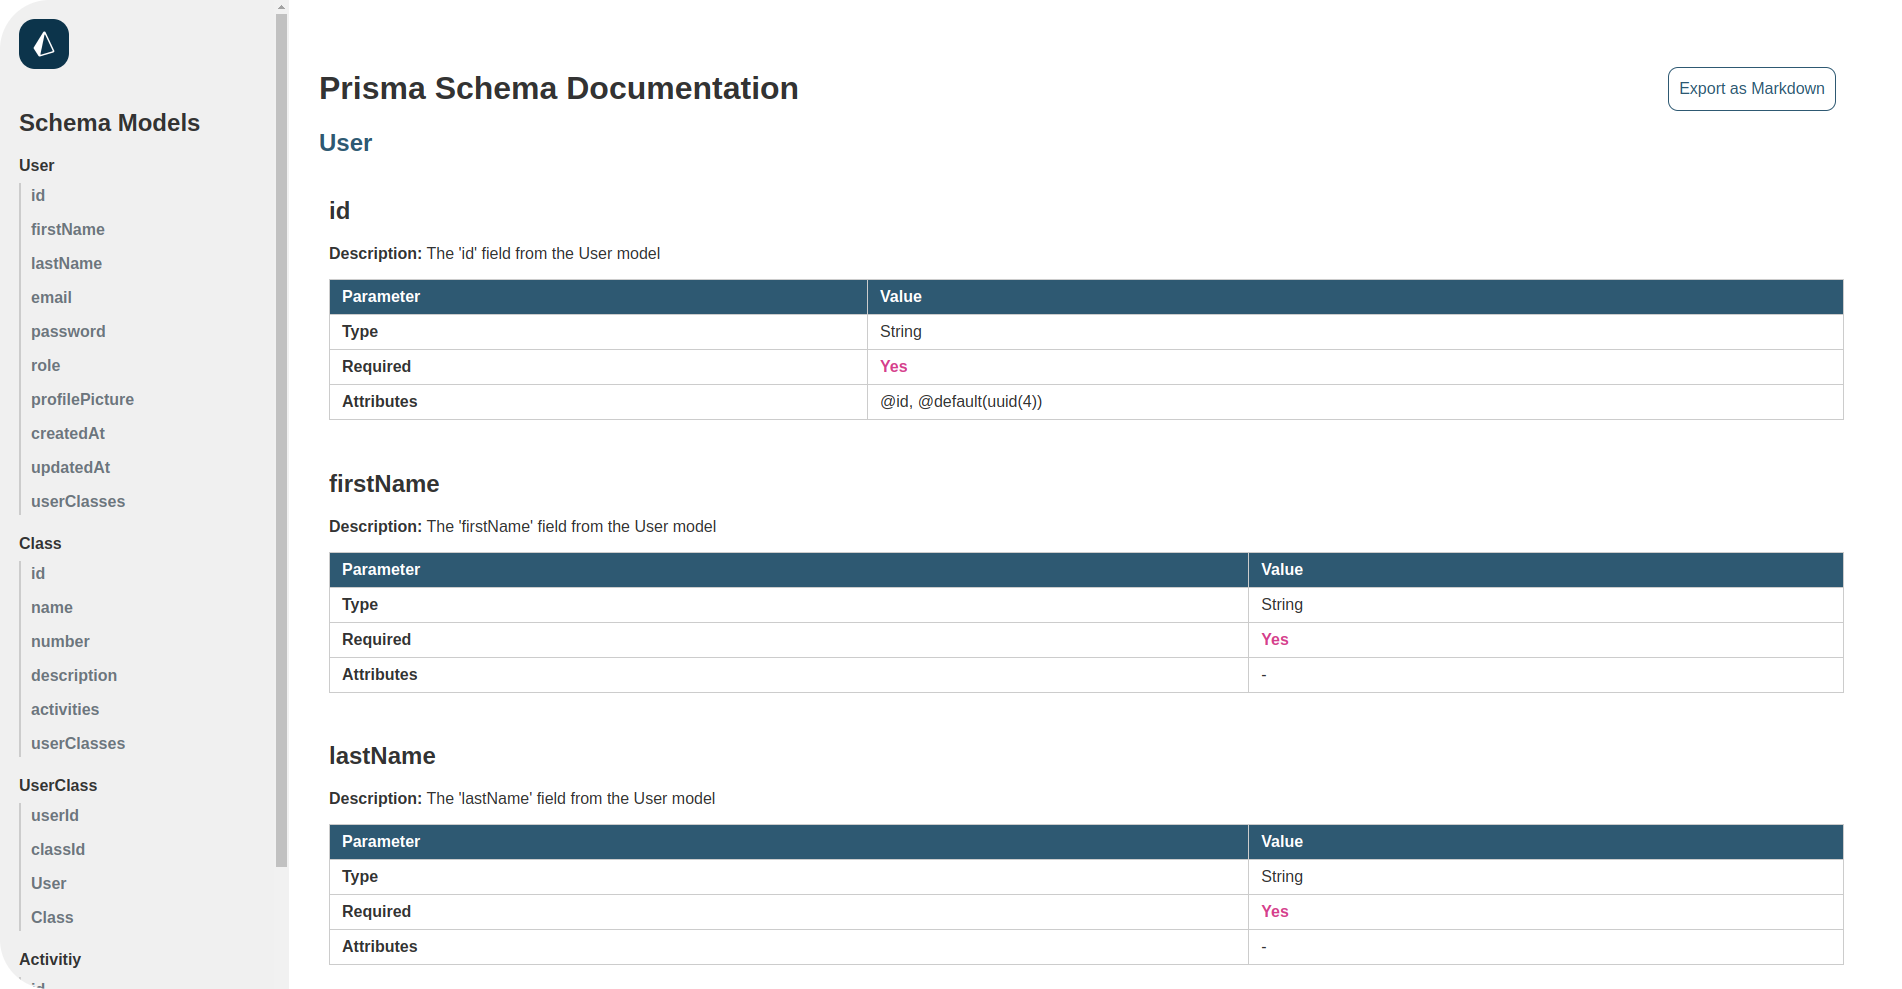 Schema Models
User
id
firstName
lastName
email
password
role
profilePicture
createdAt
updatedAt
userClasses
Class
id
name
number
description
activities
userClasses
UserClass
userId
classId
User
Class
Activitiy
id
Prisma Schema Documentation
Export as Markdown
User
id
Description: The 'id' field from the User model
Parameter Value
Type String
Required Yes
Attributes @id, @default(uuid(4))
firstName
Description: The 'firstName' field from the User model
Parameter Value
Type String
Required Yes
Attributes -
lastName
Description: The 'lastName' field from the User model
Parameter Value
Type String
Required Yes
Attributes -